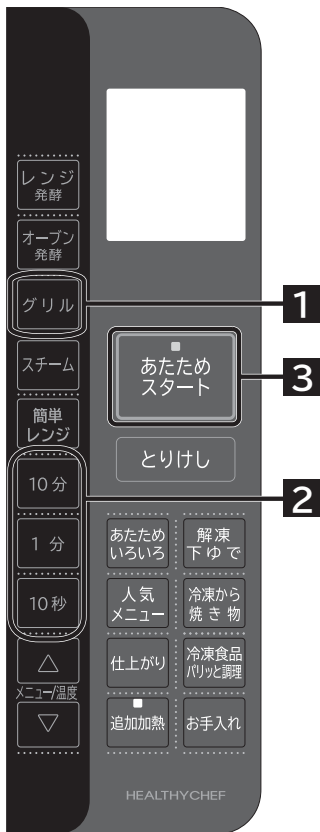 レンジ
発酵
オーブン
発酵
グリル
1
スチーム
簡単
レンジ
10分
2
1 分
10秒
△
メニュー/温度
▽
あたため
スタート
3
とりけし
あたため
いろいろ
解凍
下ゆで
人気
メニュー
冷凍から
焼き物
仕上がり
冷凍食品
パリッと調理
追加加熱
お手入れ
HEALTHYCHEF